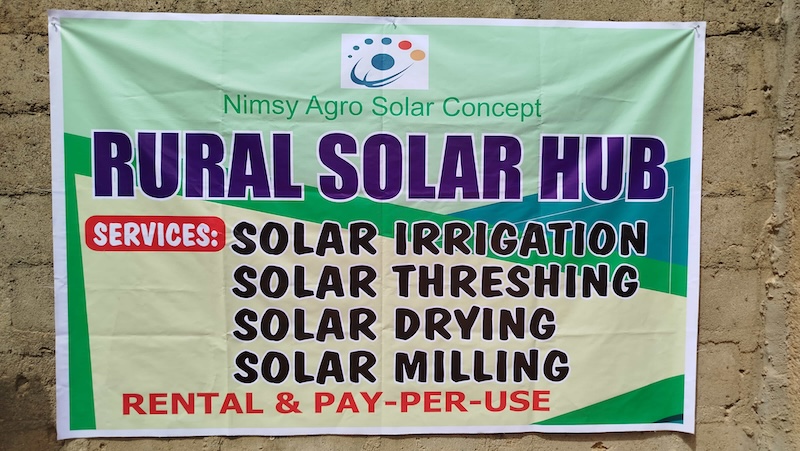 Nimsy Agro Solar Concept
RURAL SOLAR HUB
SERVICES: SOLAR IRRIGATION
SOLAR THRESHING
SOLAR DRYING
SOLAR MILLING
RENTAL & PAY-PER-USE